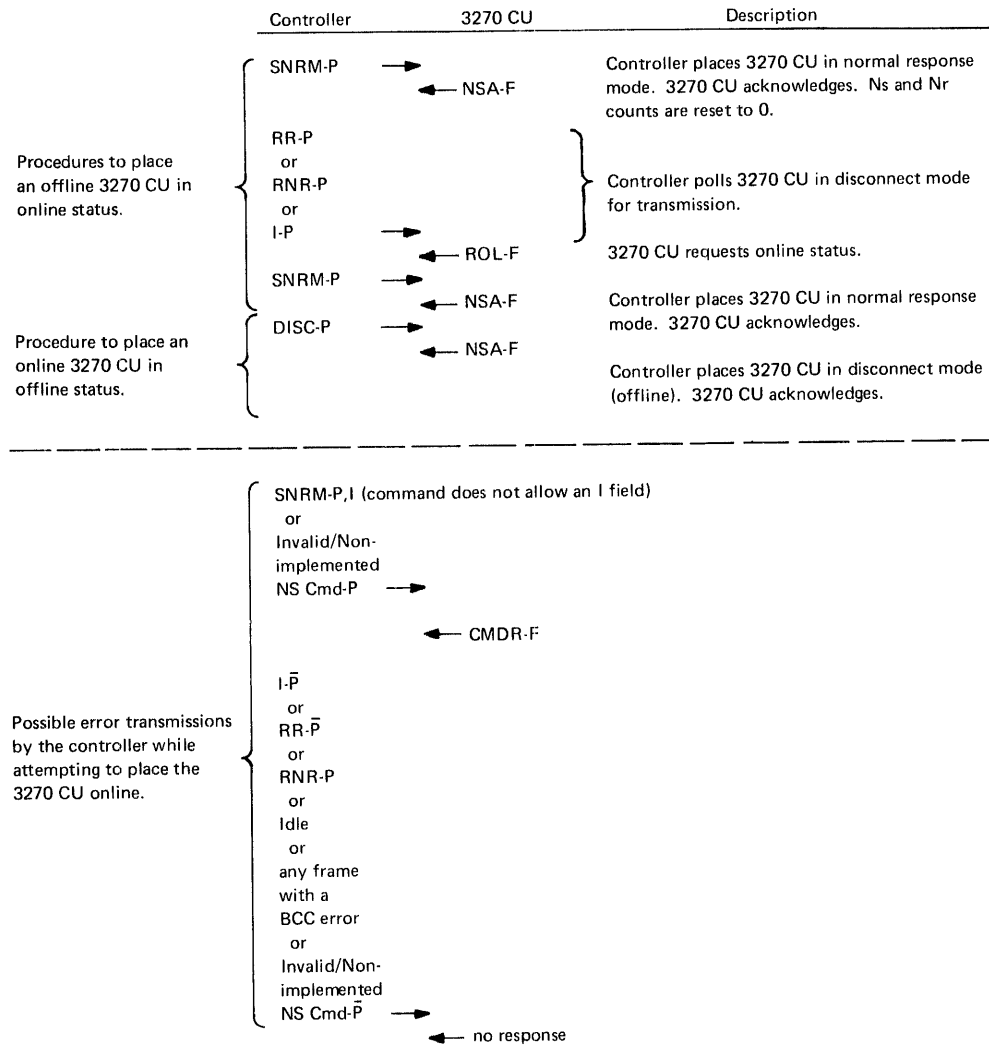 Controller 3270 CU Description
SNRM-P
NSA-F
Controller places 3270 CU in normal response
mode. 3270 CU acknowledges. Ns and Nr
counts are reset to 0.
Procedures to place
an offline 3270 CU in
online status.
RR-P
or
RNR-P
or
I-P
Controller polls 3270 CU in disconnect mode
for transmission.
ROL-F
3270 CU requests online status.
SNRM-P
NSA-F
Controller places 3270 CU in normal response
mode. 3270 CU acknowledges.
Procedure to place an
online 3270 CU in
offline status.
DISC-P
NSA-F
Controller places 3270 CU in disconnect mode
(offline). 3270 CU acknowledges.
SNRM-P,I (command does not allow an I field)
or
Invalid/Non-
implemented
NS Cmd-P
CMDR-F
Possible error transmissions
by the controller while
attempting to place the
3270 CU online.
I-P̄
or
RR-P̄
or
RNR-P
or
Idle
or
any frame
with a
BCC error
or
Invalid/Non-
implemented
NS Cmd-P̄
no response